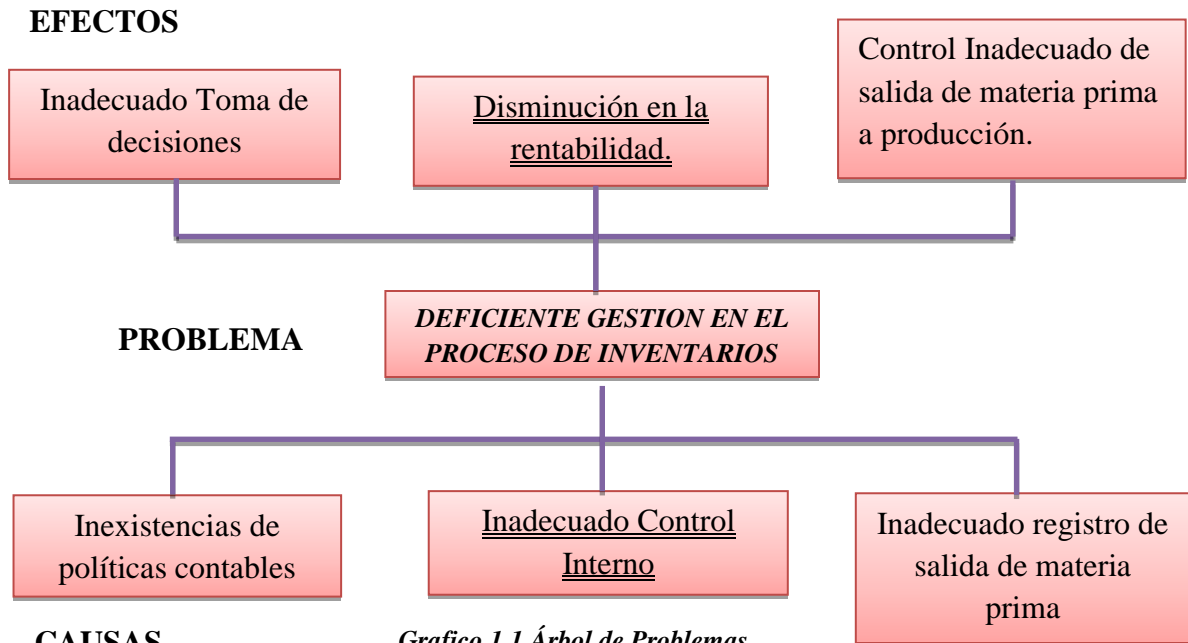 EFECTOS
Inadecuado Toma de
decisiones
Disminución en la
rentabilidad.
Control Inadecuado de
salida de materia prima
a producción.
PROBLEMA
DEFICIENTE GESTION EN EL
PROCESO DE INVENTARIOS
Inexistencias de
políticas contables
Inadecuado Control
Interno
Inadecuado registro de
salida de materia
prima
CAUSAS
Grafico 1.1 Árbol de Problemas